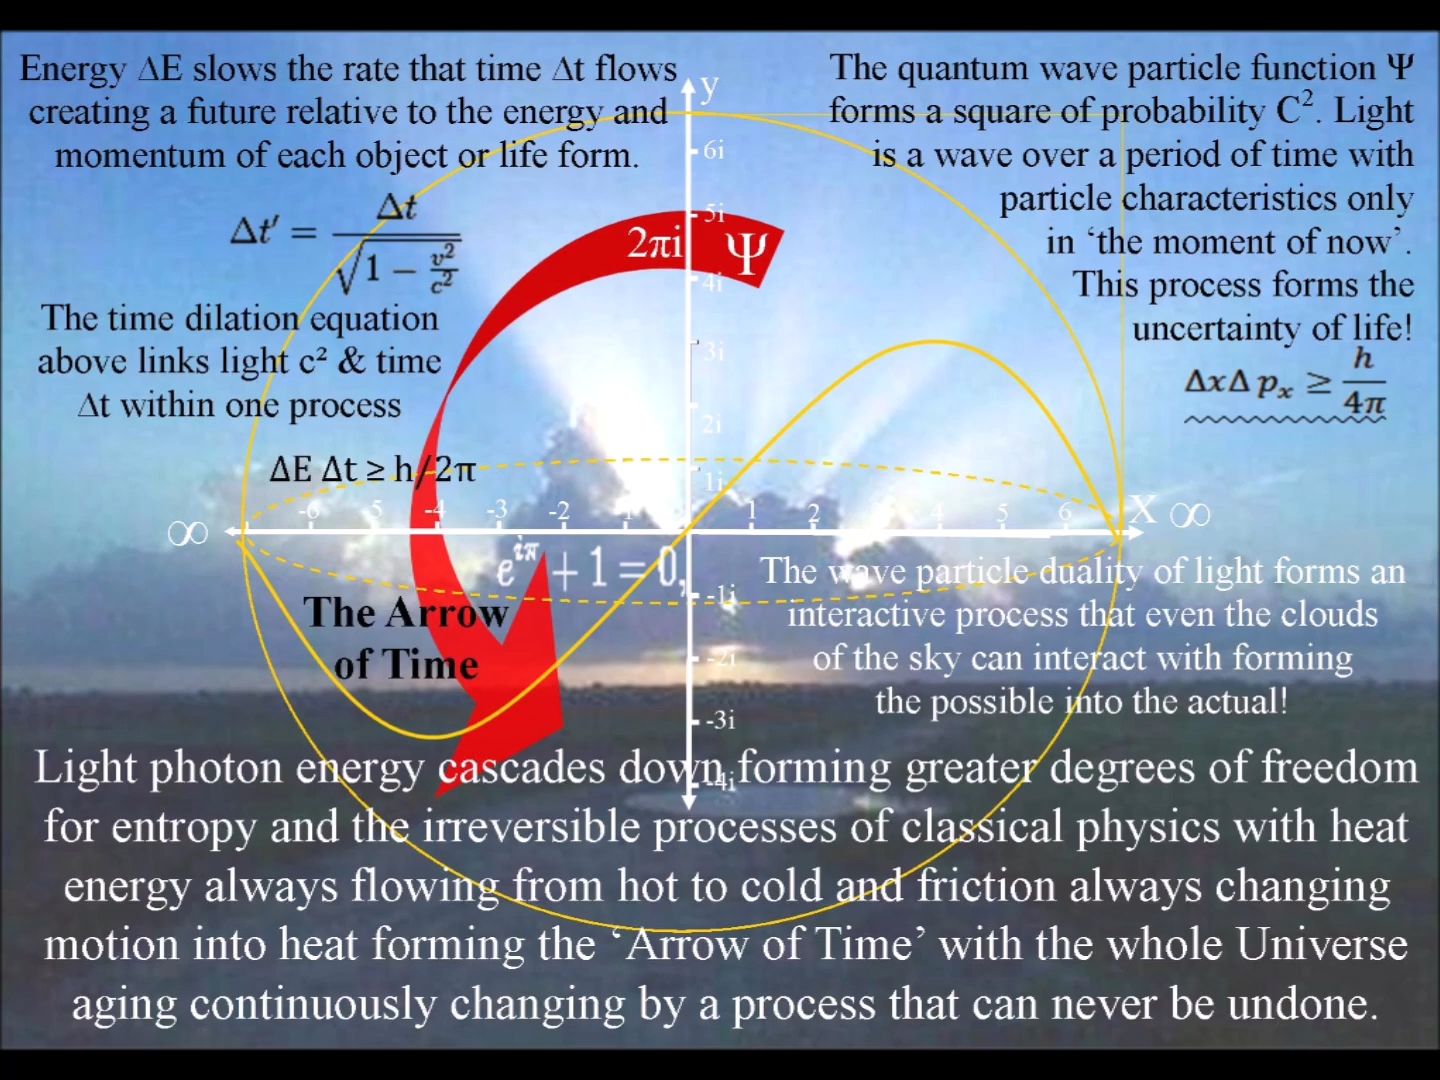 Energy ΔE slows the rate that time Δt flows
creating a future relative to the energy and
momentum of each object or life form.
Δt' = Δt / √(1 − v²/c²)
The time dilation equation
above links light c² & time
Δt within one process
ΔE Δt ≥ h/2π
The quantum wave particle function Ψ
forms a square of probability C². Light
is a wave over a period of time with
particle characteristics only
in ‘the moment of now’.
This process forms the
uncertainty of life!
Δx Δ pₓ ≥ h / 4π
y
6i
5i
2πi Ψ
4i
3i
2i
1i
∞ -6 -5 -4 -3 -2 -1 1 2 3 4 5 6 X ∞
e^iπ + 1 = 0,
-1i
-2i
-3i
-4i
The Arrow
of Time
The wave particle duality of light forms an
interactive process that even the clouds
of the sky can interact with forming
the possible into the actual!
Light photon energy cascades down forming greater degrees of freedom
for entropy and the irreversible processes of classical physics with heat
energy always flowing from hot to cold and friction always changing
motion into heat forming the ‘Arrow of Time’ with the whole Universe
aging continuously changing by a process that can never be undone.